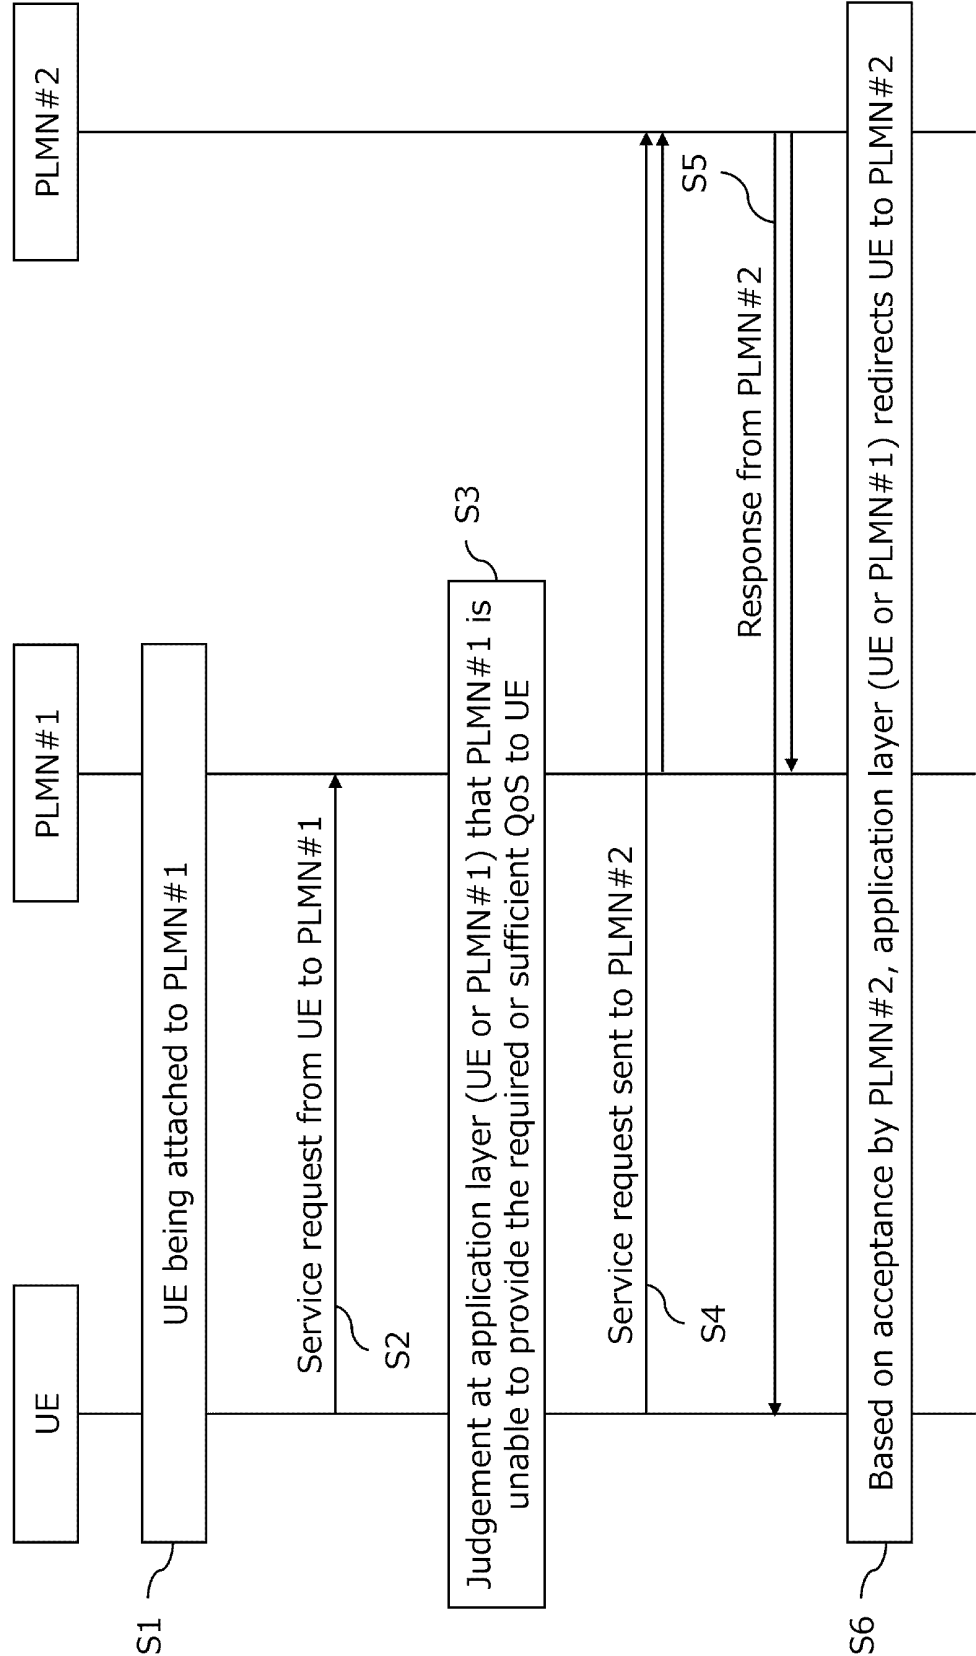 UE
PLMN#1
PLMN#2
S1
UE being attached to PLMN#1
Service request from UE to PLMN#1
S2
S3
Judgement at application layer (UE or PLMN#1) that PLMN#1 is
unable to provide the required or sufficient QoS to UE
Service request sent to PLMN#2
S4
S5
Response from PLMN#2
S6
Based on acceptance by PLMN#2, application layer (UE or PLMN#1) redirects UE to PLMN#2